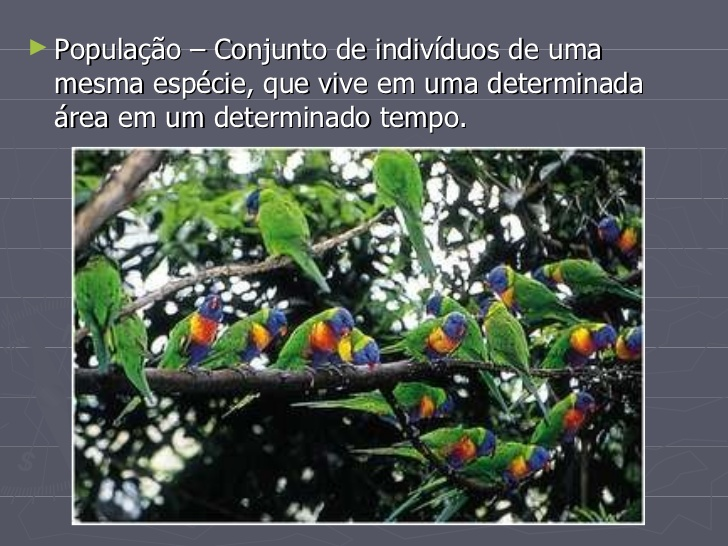 População – Conjunto de indivíduos de uma
mesma espécie, que vive em uma determinada
área em um determinado tempo.